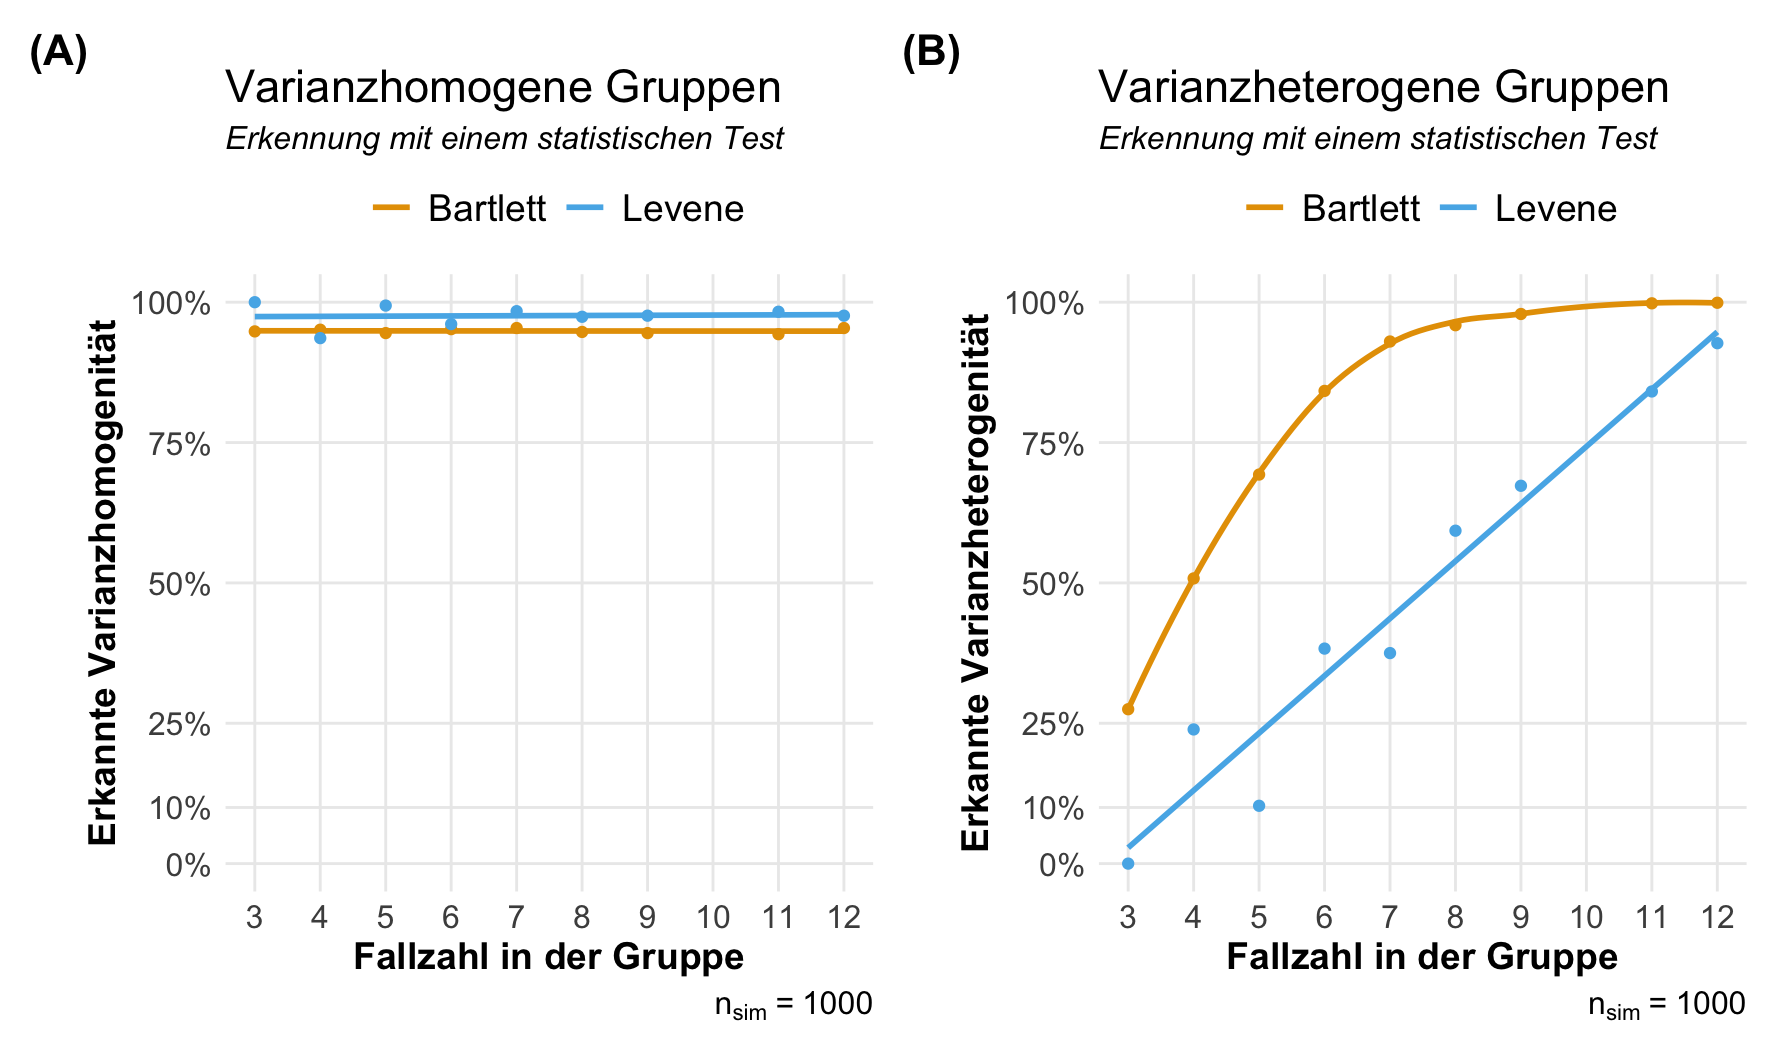 (A)
Varianzhomogene Gruppen
Erkennung mit einem statistischen Test
Bartlett Levene
Erkannte Varianzhomogenität
100%
75%
50%
25%
10%
0%
3 4 5 6 7 8 9 10 11 12
Fallzahl in der Gruppe
nsim = 1000
(B)
Varianzheterogene Gruppen
Erkennung mit einem statistischen Test
Bartlett Levene
Erkannte Varianzheterogenität
100%
75%
50%
25%
10%
0%
3 4 5 6 7 8 9 10 11 12
Fallzahl in der Gruppe
nsim = 1000